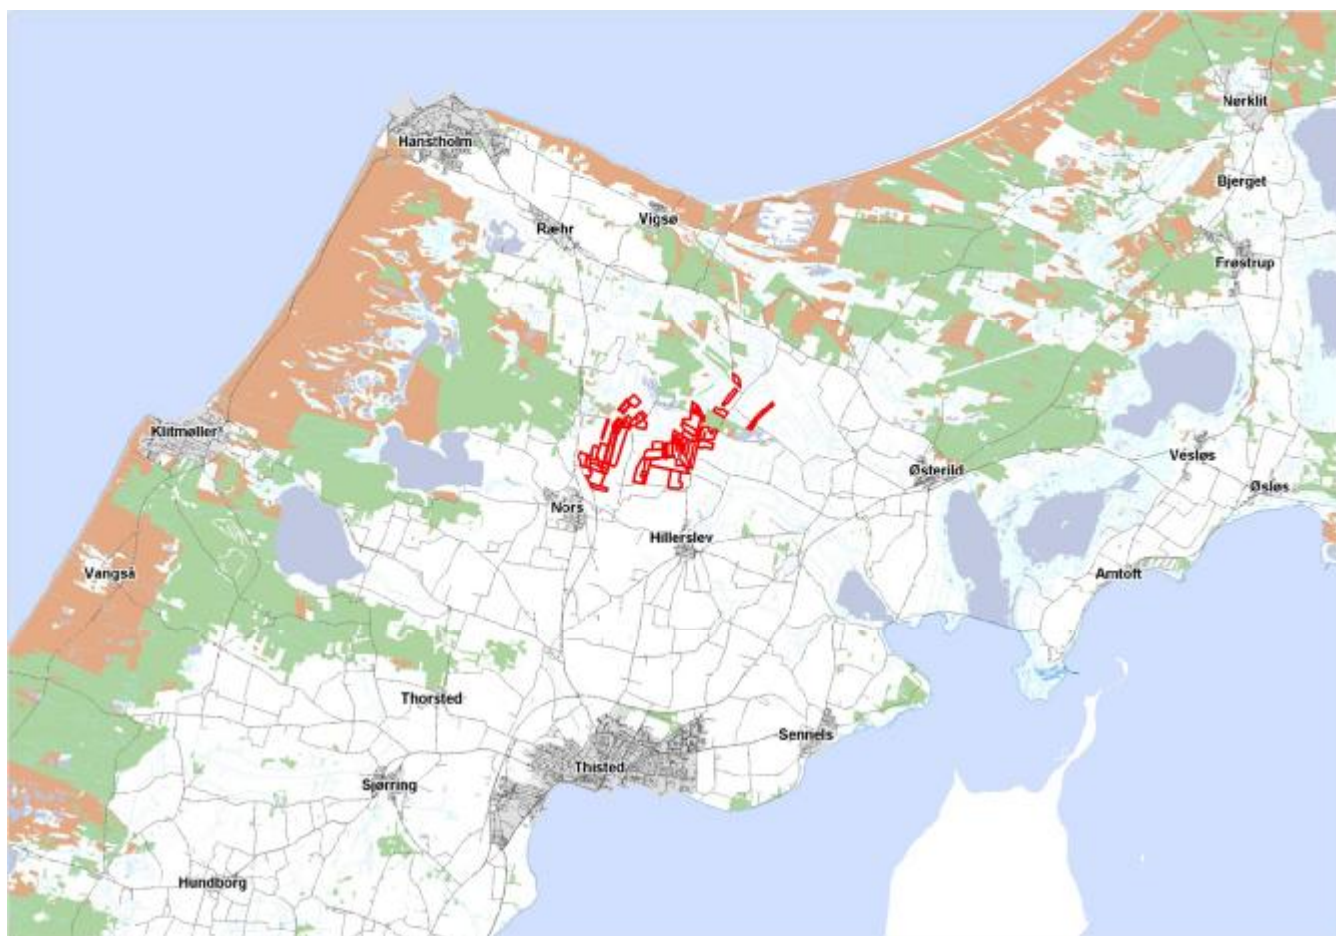 Nørklit
Hanstholm
Bjerget
Vigsø
Ræhr
Frøstrup
Klitmøller
Vesløs
Østerild
Øsløs
Nors
Hillerslev
Vangså
Amtoft
Thorsted
Sennels
Thisted
Sjørring
Hundborg